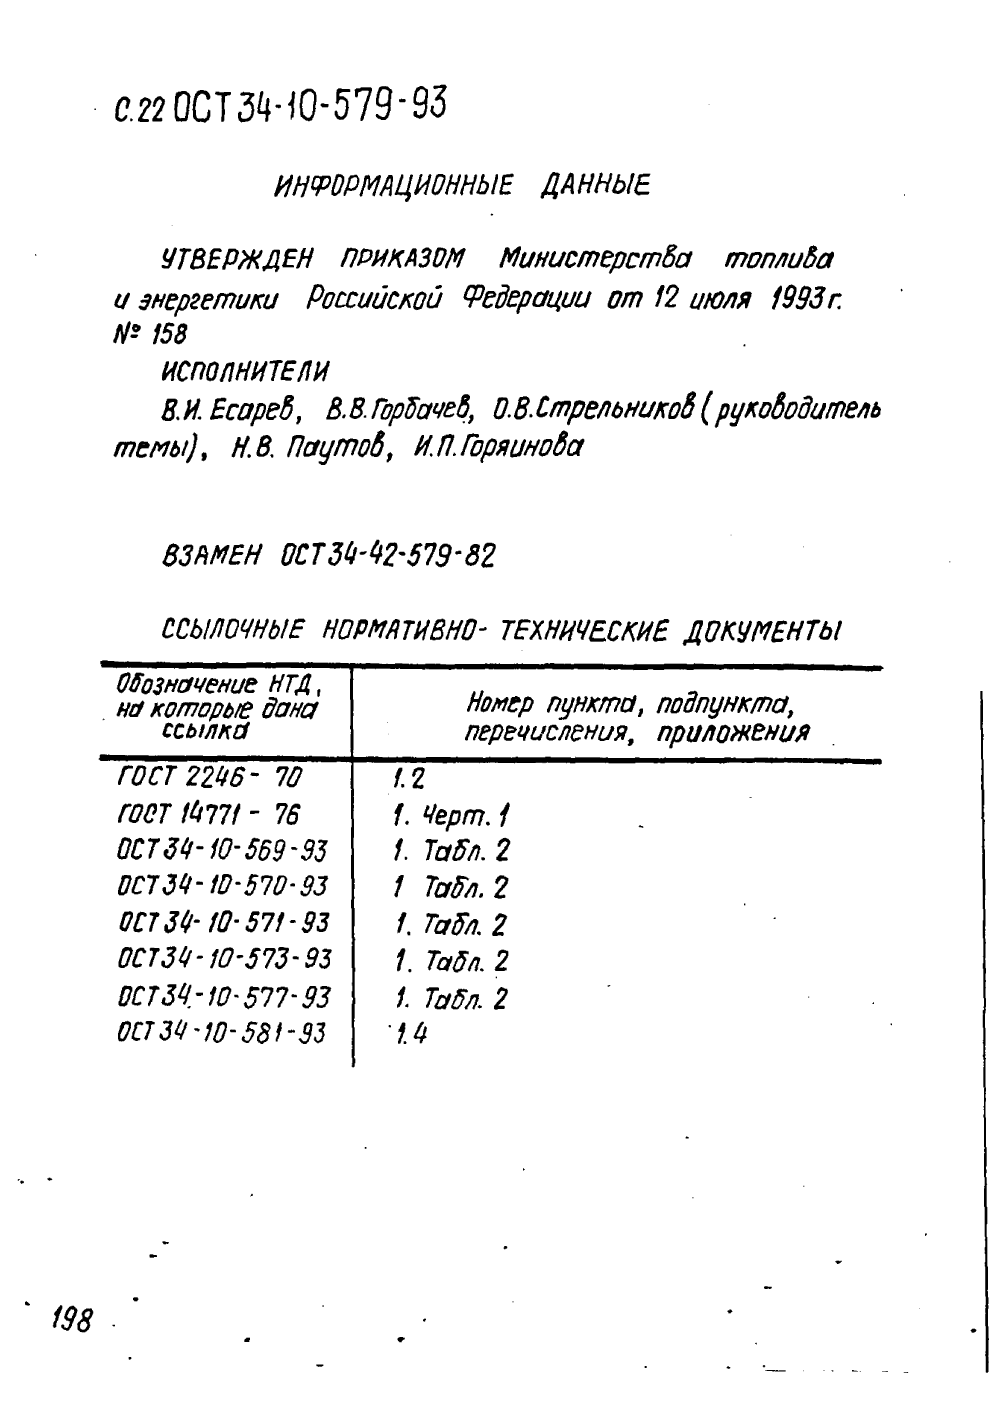 С.22 ОСТ 34-10-579-93
ИНФОРМАЦИОННЫЕ ДАННЫЕ
УТВЕРЖДЕН ПРИКАЗОМ Министерства топлива
и энергетики Российской Федерации от 12 июля 1993 г.
№ 158
ИСПОЛНИТЕЛИ
В.И. Есарев, В.В. Горбачев, О.В. Стрельников (руководитель
темы), Н.В. Паутов, И.П. Горяинова
ВЗАМЕН ОСТ 34-42-579-82
ССЫЛОЧНЫЕ НОРМАТИВНО-ТЕХНИЧЕСКИЕ ДОКУМЕНТЫ
Обозначение НТД,
на которые дана
ссылка
Номер пункта, подпункта,
перечисления, приложения
ГОСТ 2246-70 1.2
ГОСТ 14771-76 1. Черт. 1
ОСТ 34-10-569-93 1. Табл. 2
ОСТ 34-10-570-93 1 Табл. 2
ОСТ 34-10-571-93 1. Табл. 2
ОСТ 34-10-573-93 1. Табл. 2
ОСТ 34-10-577-93 1. Табл. 2
ОСТ 34-10-581-93 1.4
198